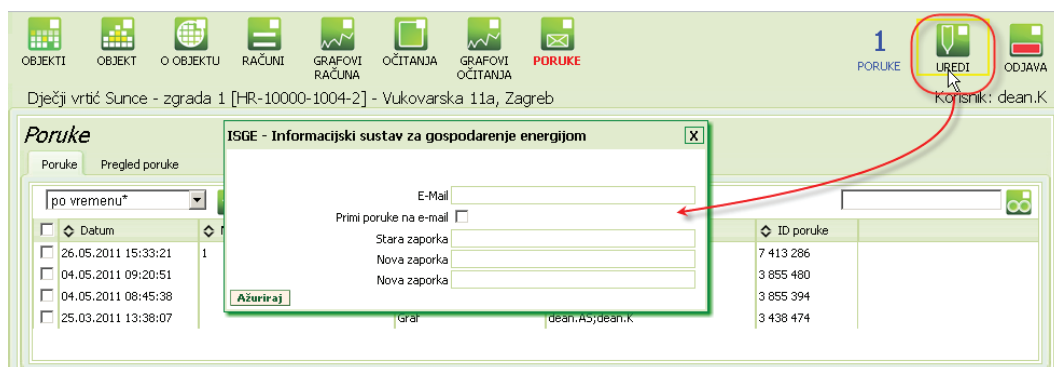 OBJEKTI OBJEKT O OBJEKTU RAČUNI GRAFOVI RAČUNA OČITANJA GRAFOVI OČITANJA PORUKE
1
PORUKE UREDI ODJAVA
Dječji vrtić Sunce - zgrada 1 [HR-10000-1004-2] - Vukovarska 11a, Zagreb Korisnik: dean.K
Poruke
Poruke Pregled poruke
ISGE - Informacijski sustav za gospodarenje energijom X
E-Mail
Primi poruke na e-mail
Stara zaporka
Nova zaporka
Nova zaporka
Ažuriraj
po vremenu*
Datum ID poruke
26.05.2011 15:33:21 1 7 413 286
04.05.2011 09:20:51 3 855 480
04.05.2011 08:45:38 3 855 394
25.03.2011 13:38:07 Graf dean.AS;dean.K 3 438 474